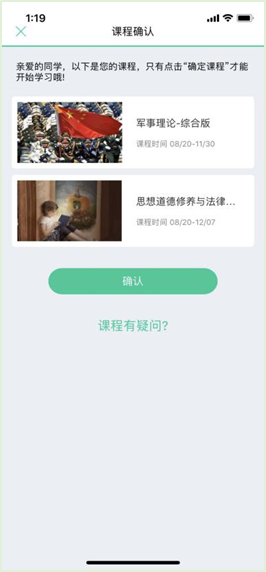 1:19
课程确认
亲爱的同学，以下是您的课程，只有点击“确定课程”才能
开始学习哦!
军事理论-综合版
课程时间 08/20-11/30
思想道德修养与法律...
课程时间 08/20-12/07
确认
课程有疑问?